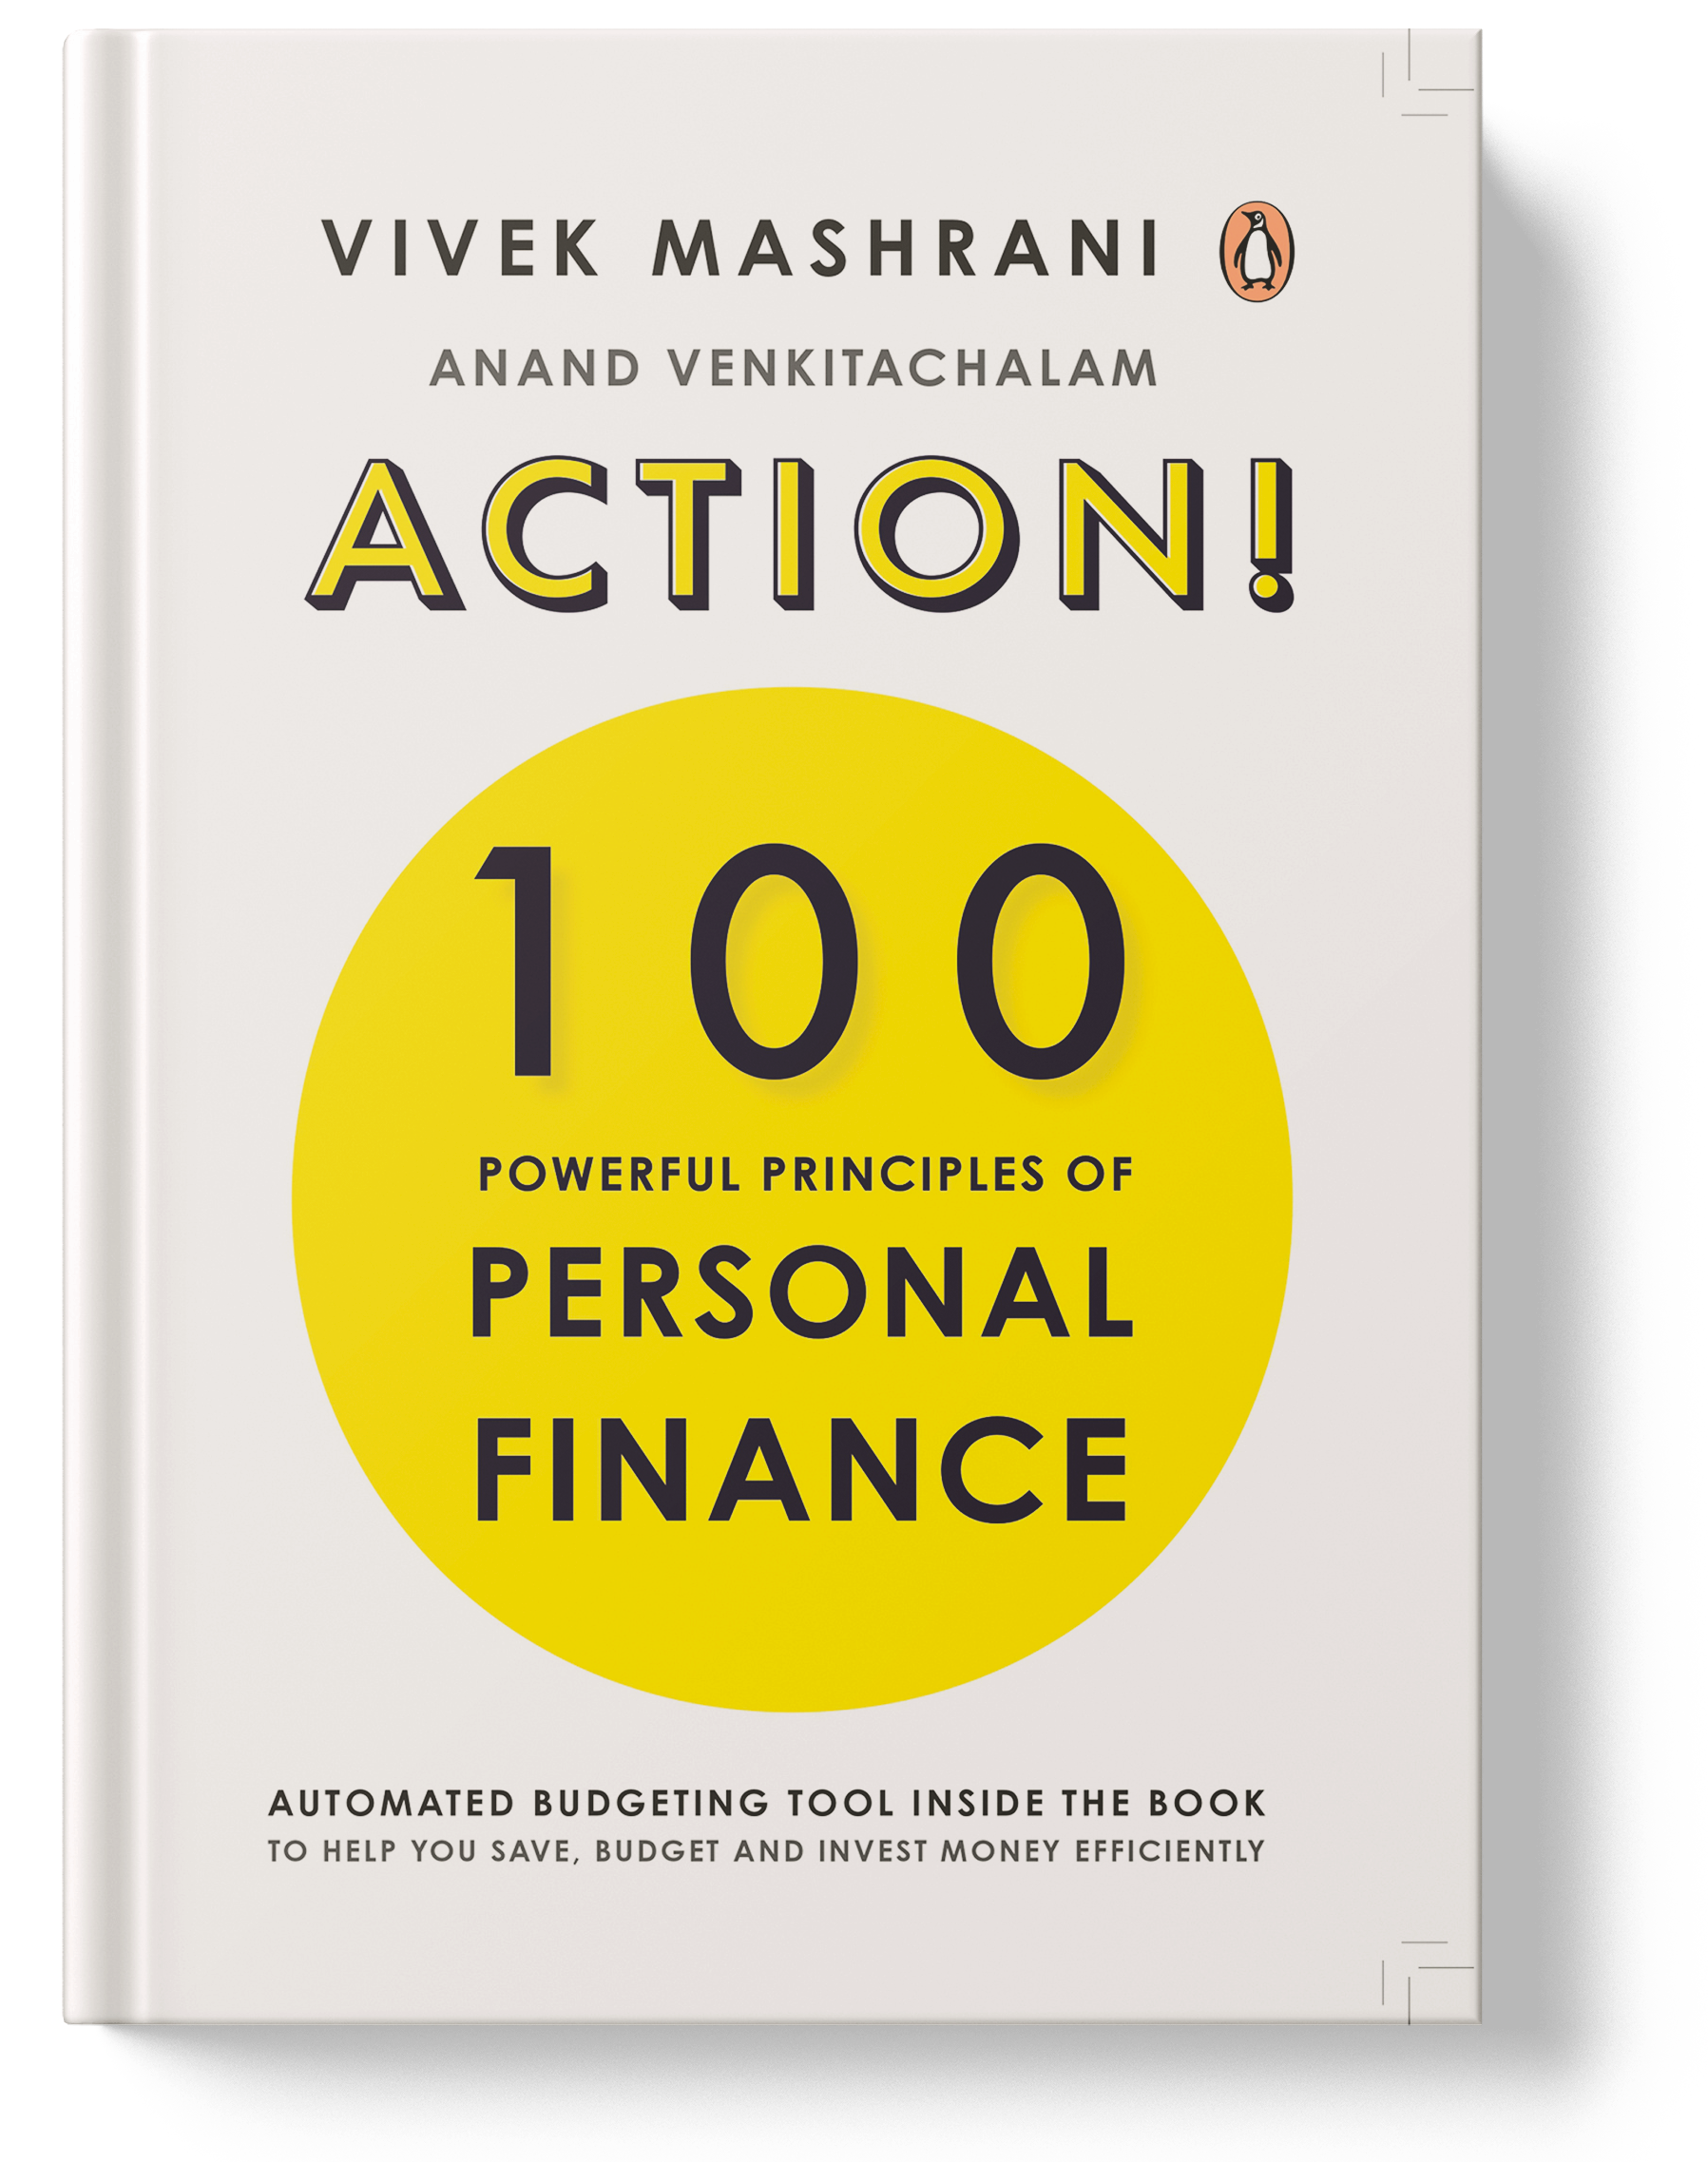 VIVEK MASHRANI
ANAND VENKITACHALAM
ACTION!
100
POWERFUL PRINCIPLES OF
PERSONAL
FINANCE
AUTOMATED BUDGETING TOOL INSIDE THE BOOK
TO HELP YOU SAVE, BUDGET AND INVEST MONEY EFFICIENTLY